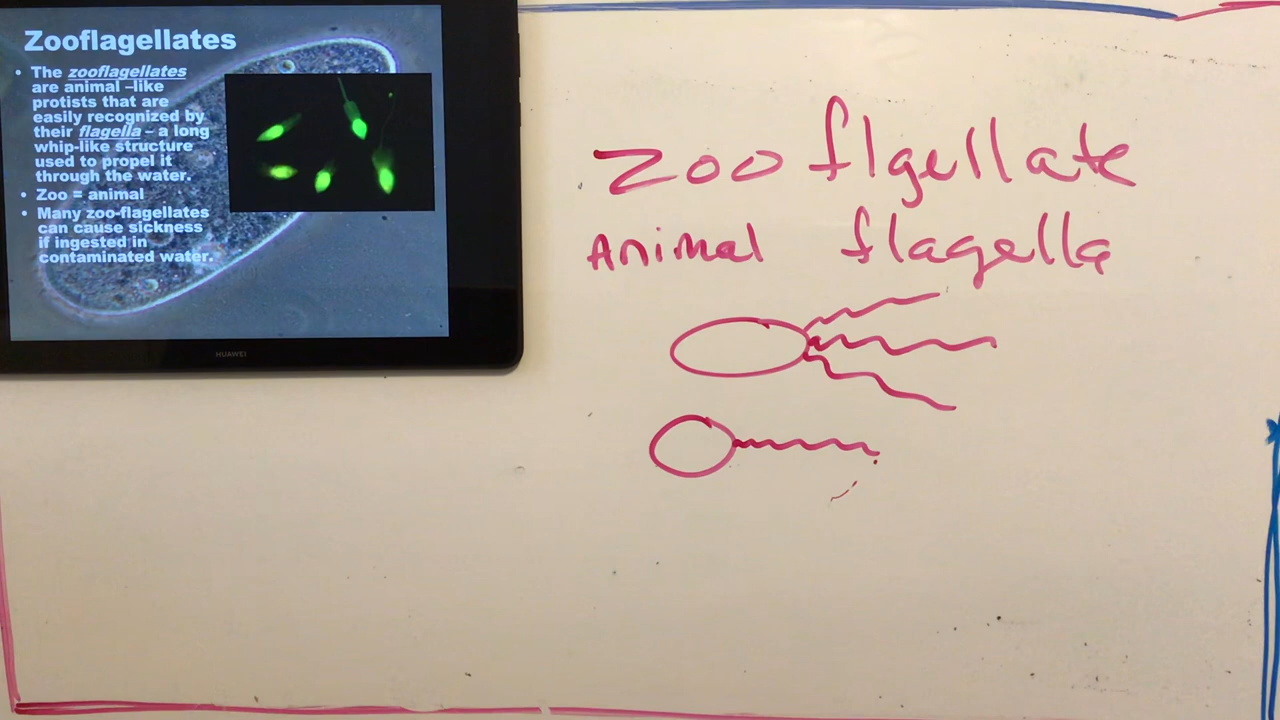 Zooflagellates
• The zooflagellates
are animal –like
protists that are
easily recognized by
their flagella – a long
whip-like structure
used to propel it
through the water.
• Zoo = animal
• Many zoo-flagellates
can cause sickness
if ingested in
contaminated water.
HUAWEI
Zoo flgellate
Animal flagella